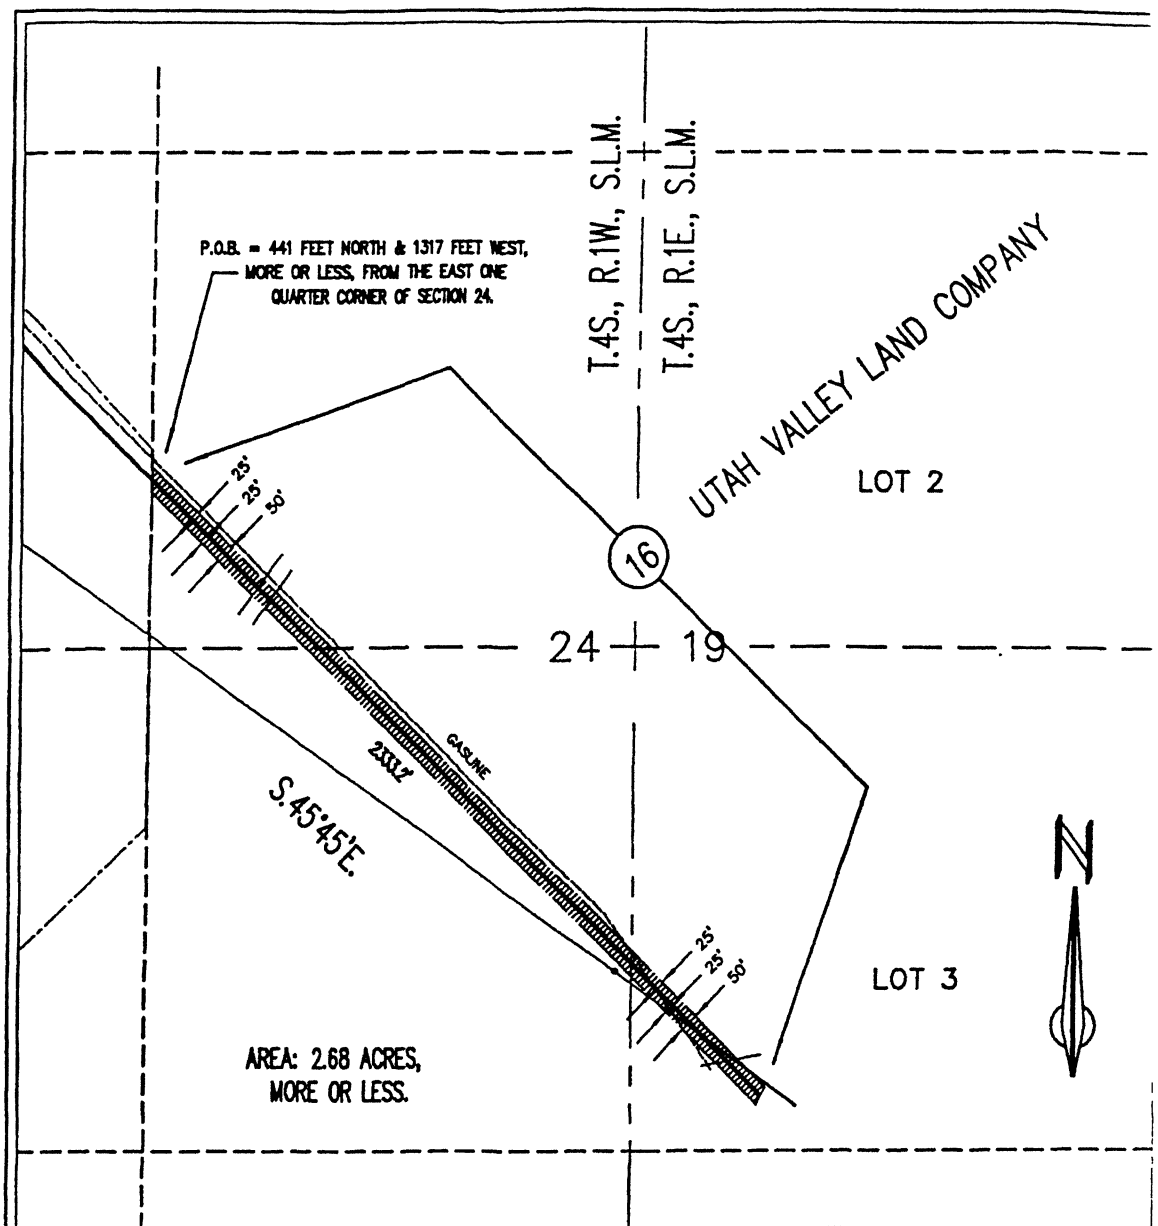 T.4S., R.1W., S.L.M.
T.4S., R.1E., S.L.M.
P.O.B. = 441 FEET NORTH & 1317 FEET WEST,
MORE OR LESS, FROM THE EAST ONE
QUARTER CORNER OF SECTION 24.
UTAH VALLEY LAND COMPANY
LOT 2
25'
25'
50'
16
24
19
GASLINE
2333.2'
S.45°45'E.
N
25'
25'
50'
LOT 3
AREA: 2.68 ACRES,
MORE OR LESS.